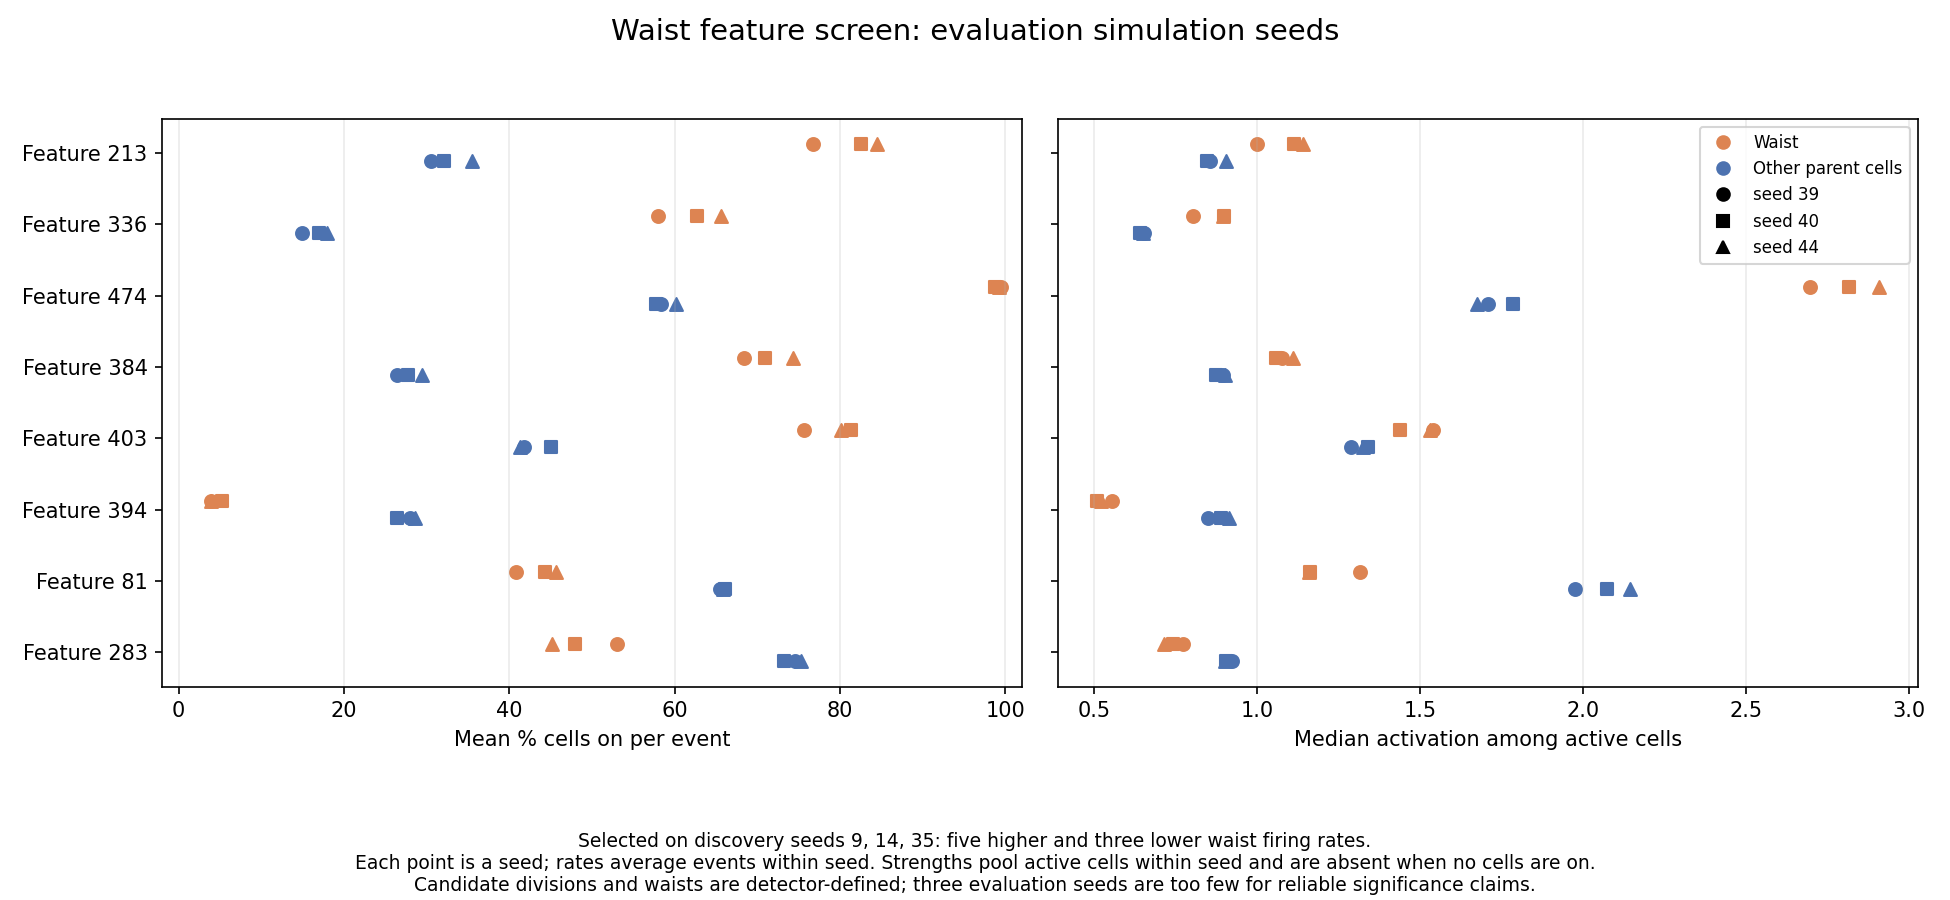 Waist feature screen: evaluation simulation seeds
Feature 213
Feature 336
Feature 474
Feature 384
Feature 403
Feature 394
Feature 81
Feature 283
0 20 40 60 80 100
Mean % cells on per event
Waist
Other parent cells
seed 39
seed 40
seed 44
0.5 1.0 1.5 2.0 2.5 3.0
Median activation among active cells
Selected on discovery seeds 9, 14, 35: five higher and three lower waist firing rates.
Each point is a seed; rates average events within seed. Strengths pool active cells within seed and are absent when no cells are on.
Candidate divisions and waists are detector-defined; three evaluation seeds are too few for reliable significance claims.